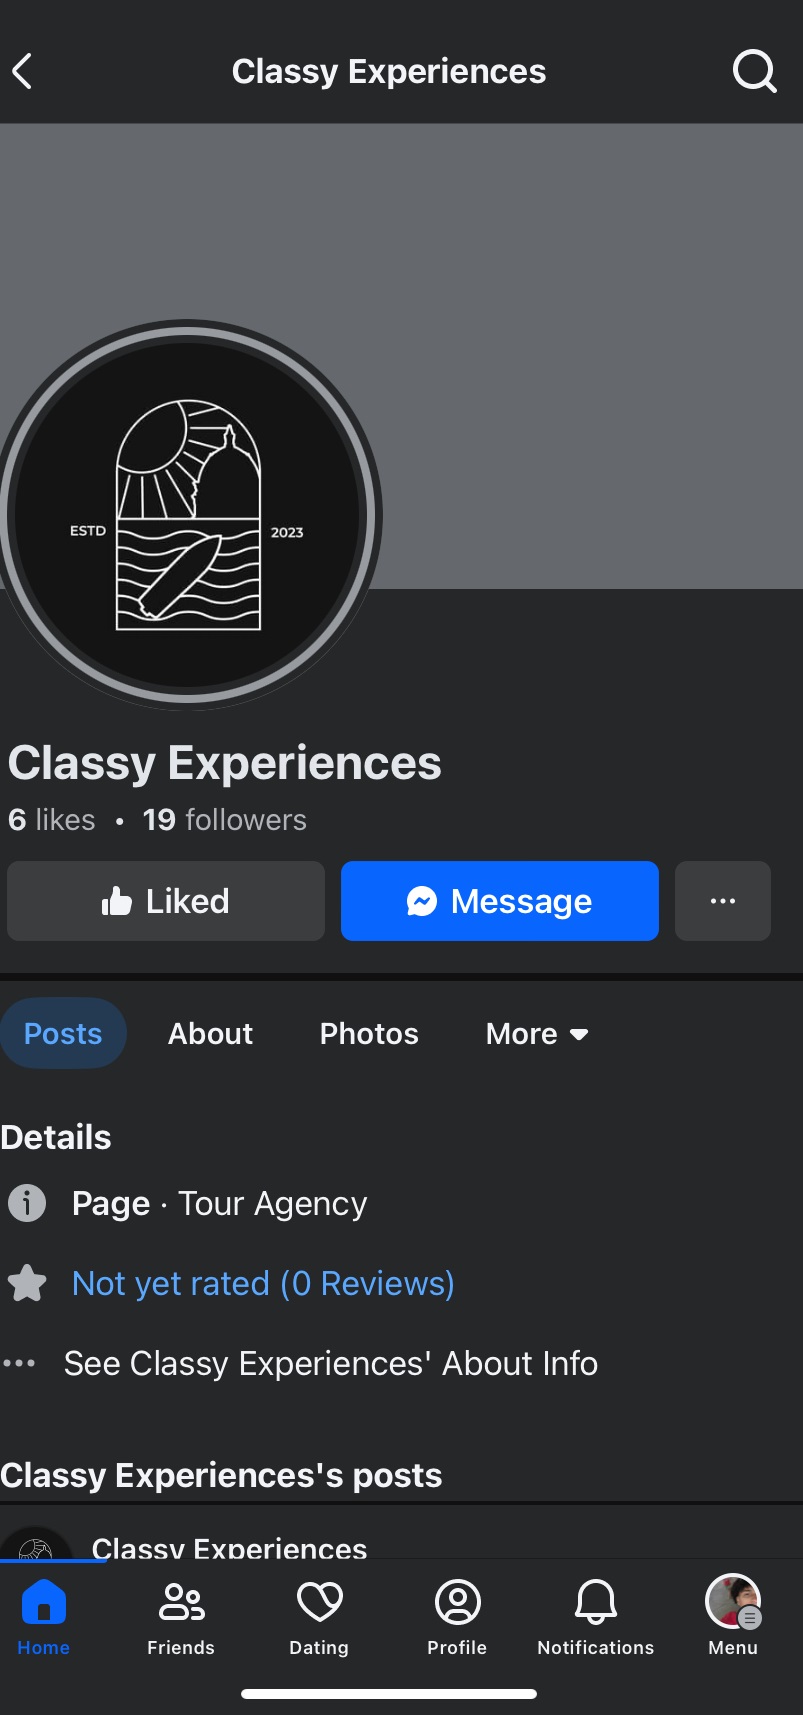 Classy Experiences
ESTD
2023
Classy Experiences
6 likes • 19 followers
Liked
Message
Posts
About
Photos
More
Details
Page · Tour Agency
Not yet rated (0 Reviews)
See Classy Experiences' About Info
Classy Experiences's posts
Classy Experiences
Home
Friends
Dating
Profile
Notifications
Menu